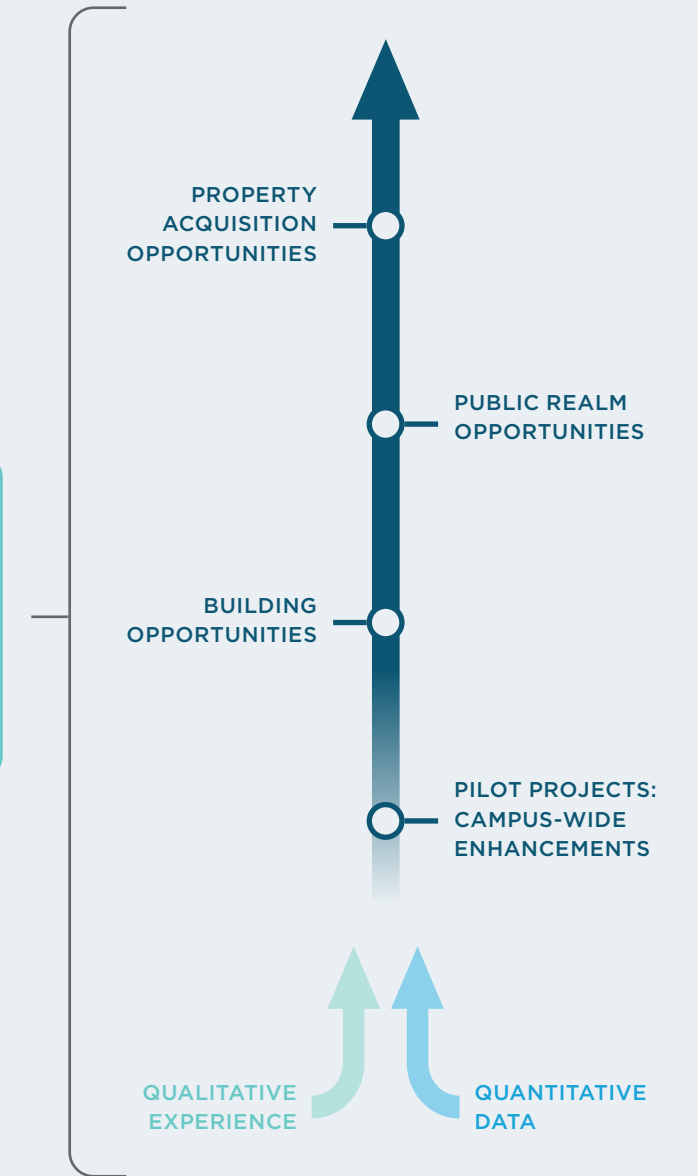 PROPERTY
ACQUISITION
OPPORTUNITIES
PUBLIC REALM
OPPORTUNITIES
BUILDING
OPPORTUNITIES
PILOT PROJECTS:
CAMPUS-WIDE
ENHANCEMENTS
QUALITATIVE
EXPERIENCE
QUANTITATIVE
DATA